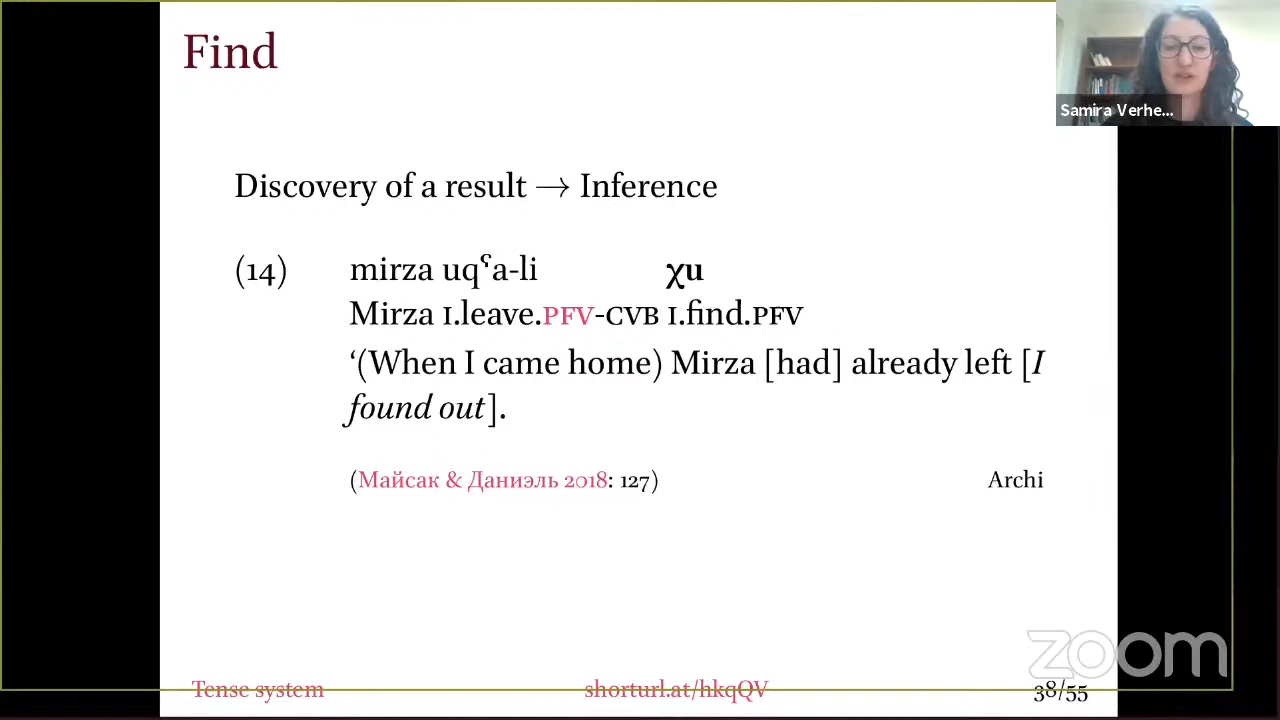 Find
Samira Verhe...
Discovery of a result → Inference
(14) mirza uqˤa-li χu
Mirza I.leave.PFV-CVB I.find.PFV
‘(When I came home) Mirza [had] already left [I
found out].
(Майсак & Даниэль 2018: 127) Archi
zoom
Tense system shorturl.at/hkqQV 38/55